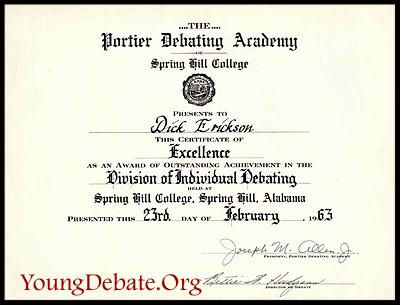 ....THE....
Portier Debating Academy
OF
Spring Hill College
PRESENTS TO
Dick Erickson
THIS CERTIFICATE OF
Excellence
AS AN AWARD OF OUTSTANDING ACHIEVEMENT IN THE
Division of Individual Debating
HELD AT
Spring Hill College, Spring Hill, Alabama
PRESENTED THIS 23rd. DAY OF February , 1963
Joseph M. Allen, Jr.
PRESIDENT, PORTIER DEBATING ACADEMY
DIRECTOR OF DEBATE
YoungDebate.Org